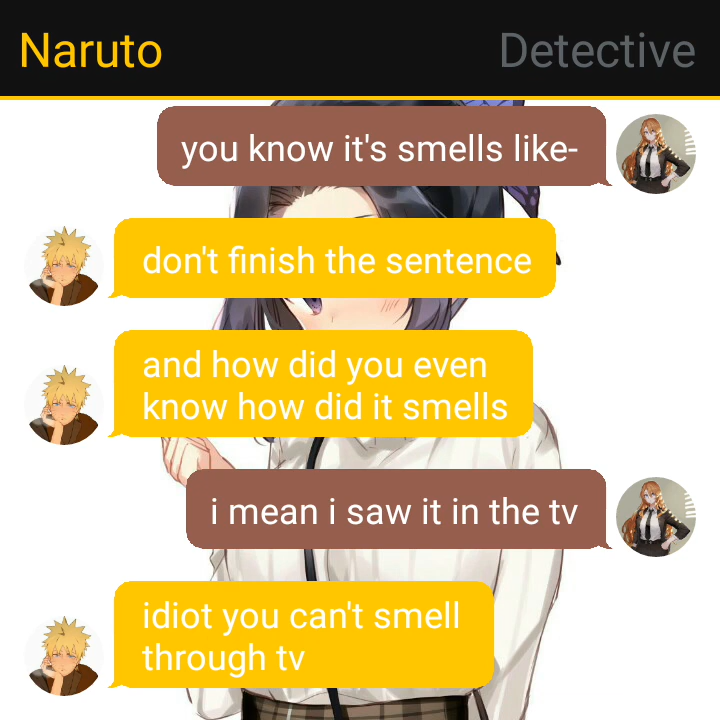 Naruto
Detective
you know it's smells like-
don't finish the sentence
and how did you even
know how did it smells
i mean i saw it in the tv
idiot you can't smell
through tv